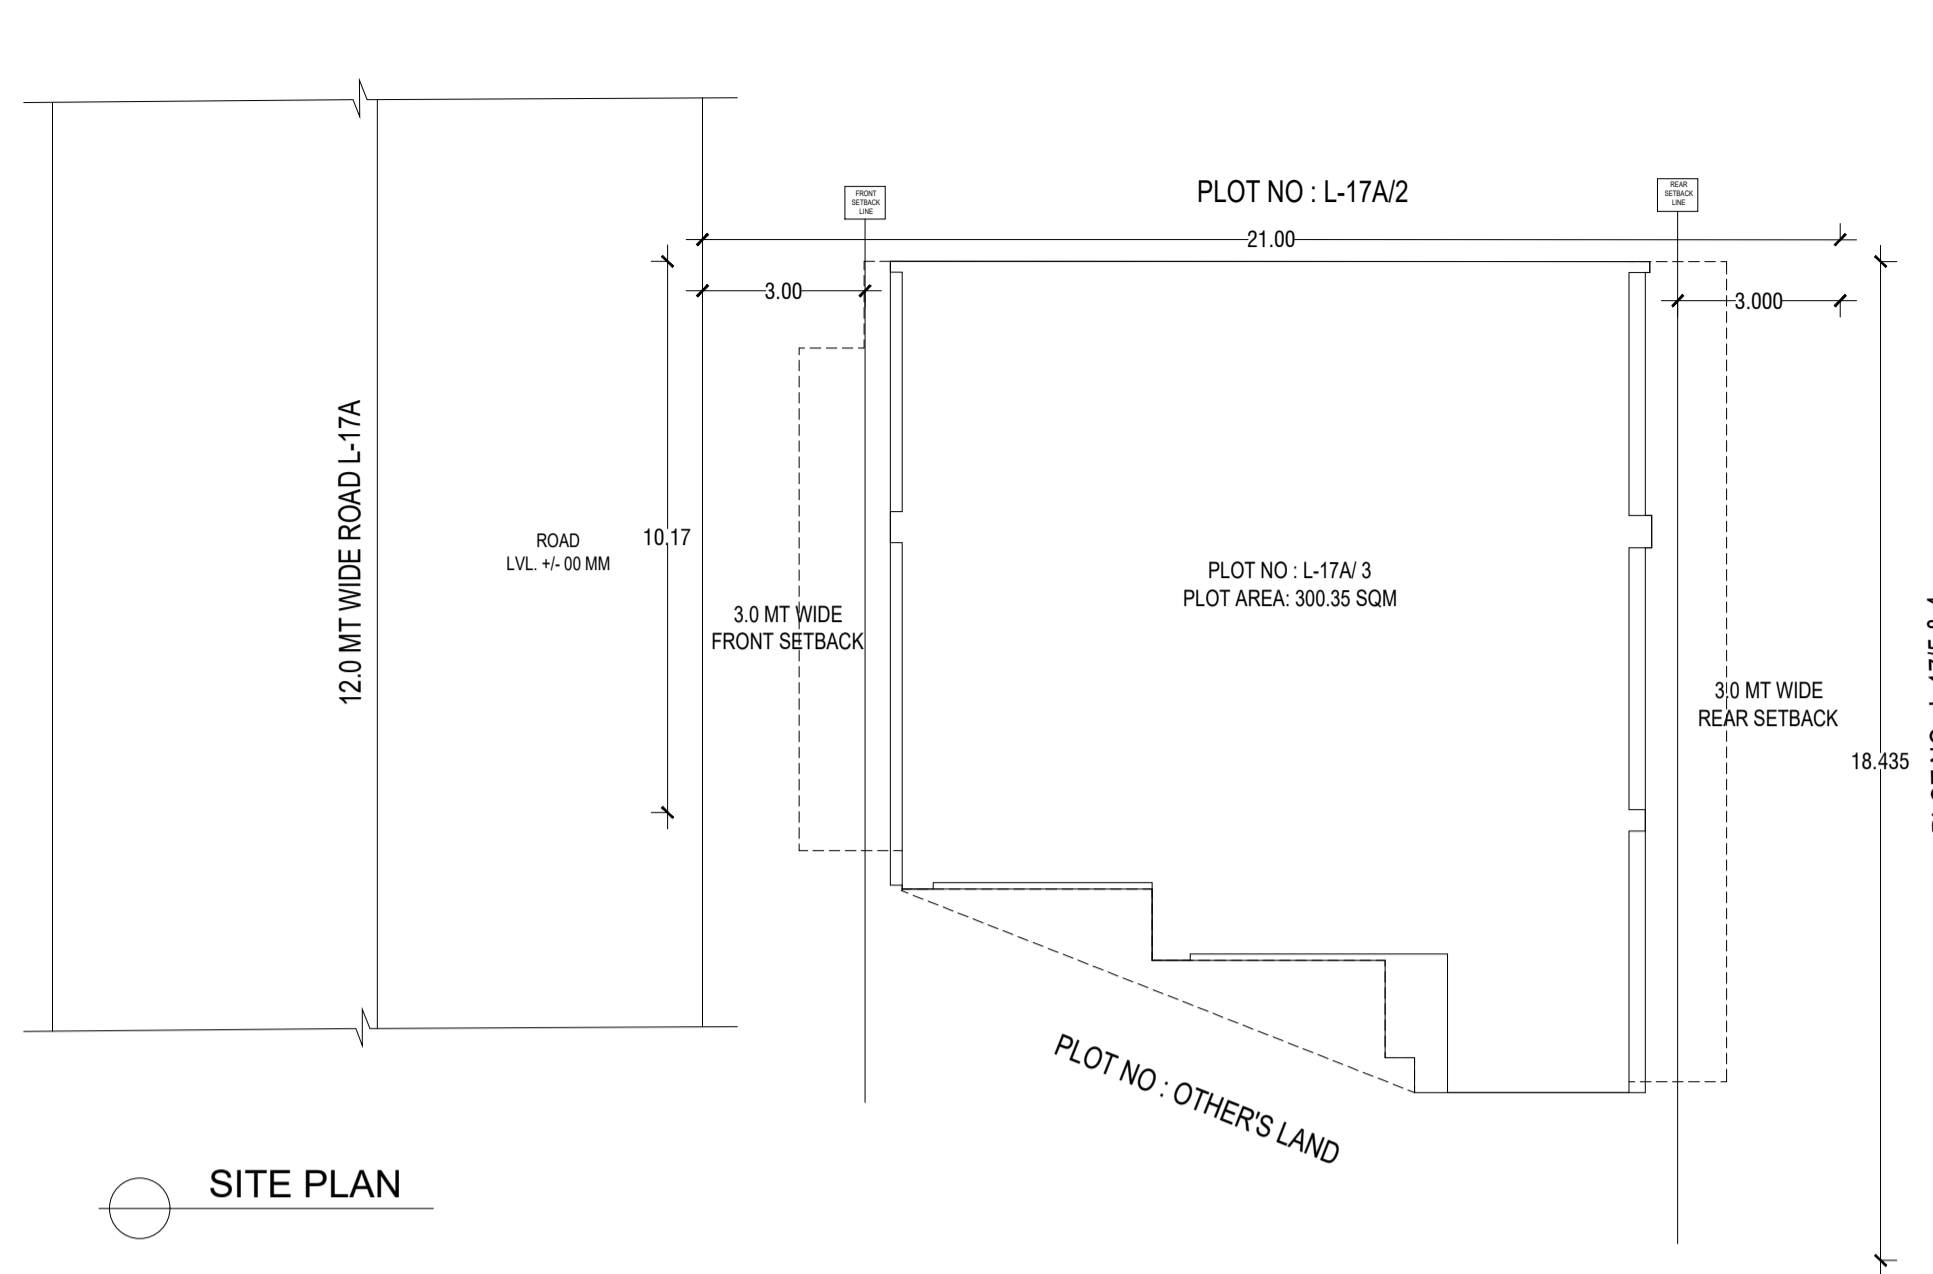 FRONT
SETBACK
LINE
PLOT NO : L-17A/2
REAR
SETBACK
LINE
21.00
3.00
3.000
12.0 MT WIDE ROAD L-17A
ROAD
LVL. +/- 00 MM
10.17
PLOT NO : L-17A/ 3
PLOT AREA: 300.35 SQM
3.0 MT WIDE
FRONT SETBACK
3.0 MT WIDE
REAR SETBACK
18.435
PLOT NO : OTHER'S LAND
SITE PLAN